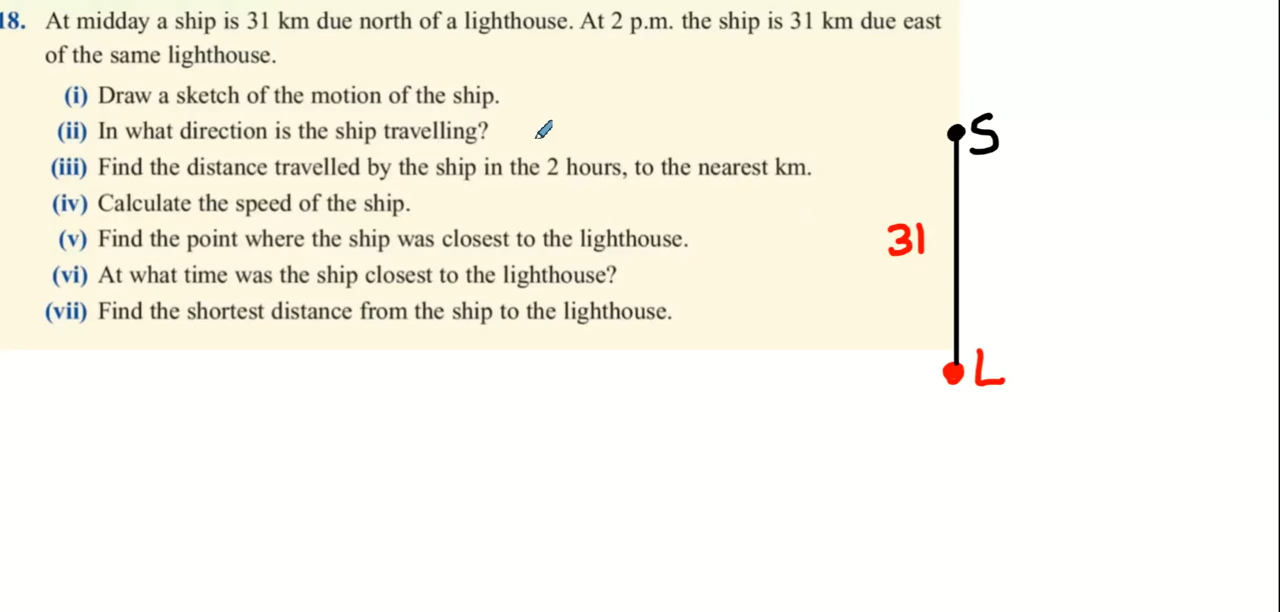 18. At midday a ship is 31 km due north of a lighthouse. At 2 p.m. the ship is 31 km due east
of the same lighthouse.
(i) Draw a sketch of the motion of the ship.
(ii) In what direction is the ship travelling?
(iii) Find the distance travelled by the ship in the 2 hours, to the nearest km.
(iv) Calculate the speed of the ship.
(v) Find the point where the ship was closest to the lighthouse.
(vi) At what time was the ship closest to the lighthouse?
(vii) Find the shortest distance from the ship to the lighthouse.
S
31
L